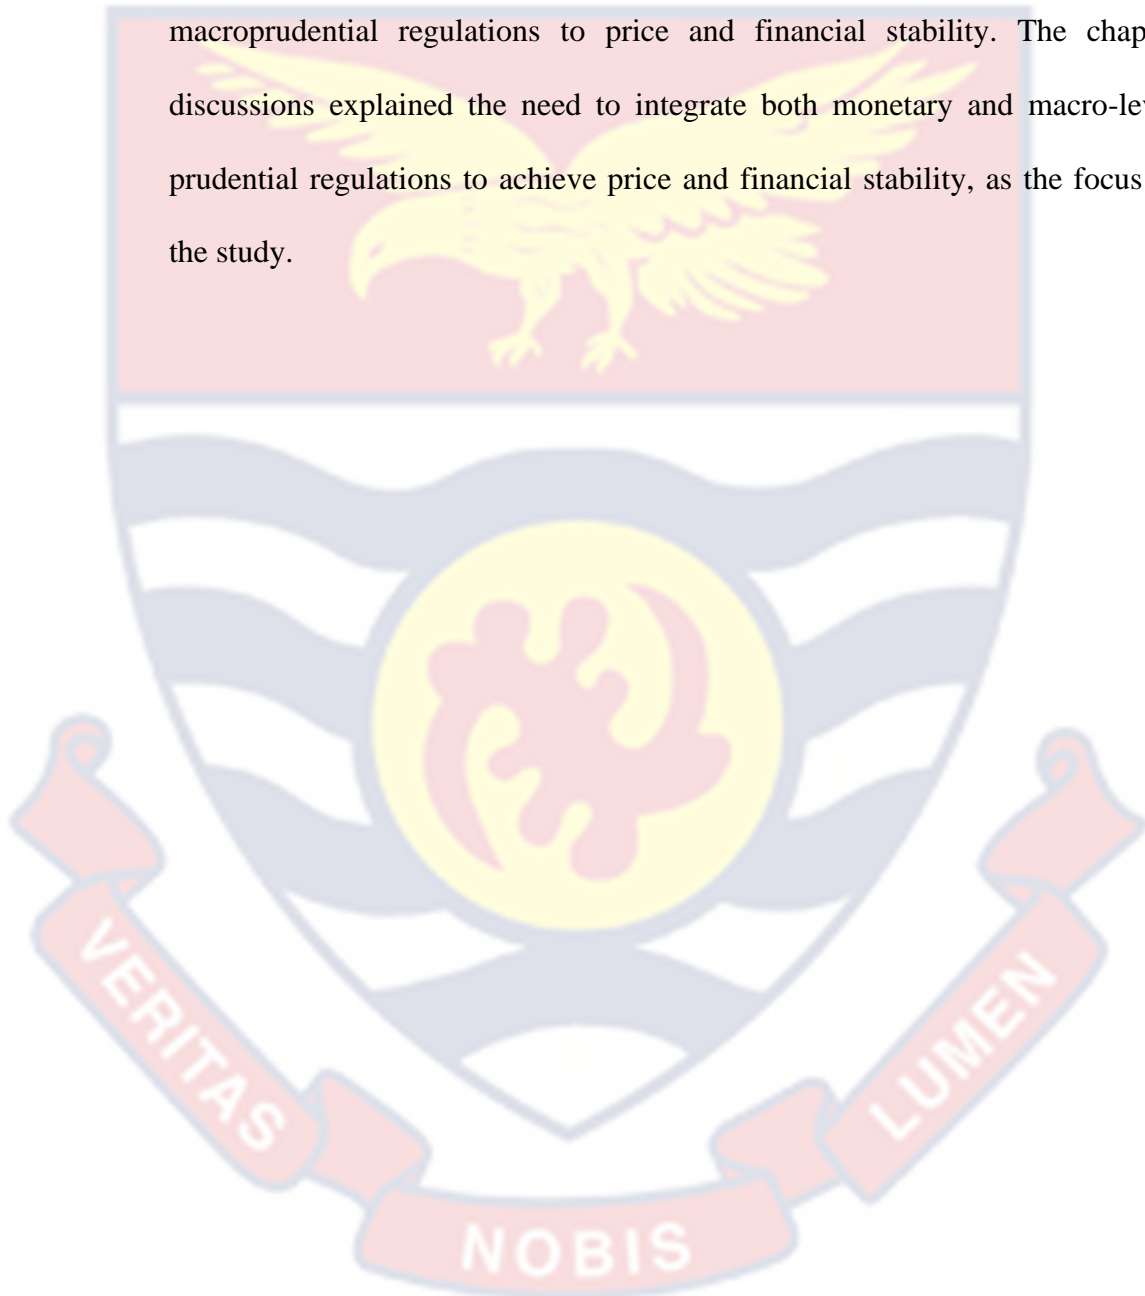 macroprudential regulations to price and financial stability. The chap
discussions explained the need to integrate both monetary and macro-lev
prudential regulations to achieve price and financial stability, as the focus
the study.
VERITAS
NOBIS
LUMEN